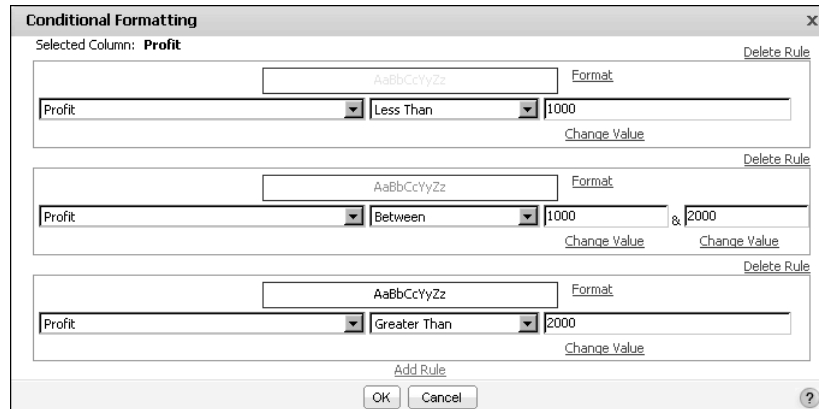 Conditional Formatting x
Selected Column: Profit
Delete Rule
AaBbCcYyZz Format
Profit Less Than 1000
Change Value
Delete Rule
AaBbCcYyZz Format
Profit Between 1000 & 2000
Change Value Change Value
Delete Rule
AaBbCcYyZz Format
Profit Greater Than 2000
Change Value
Add Rule
OK Cancel ?